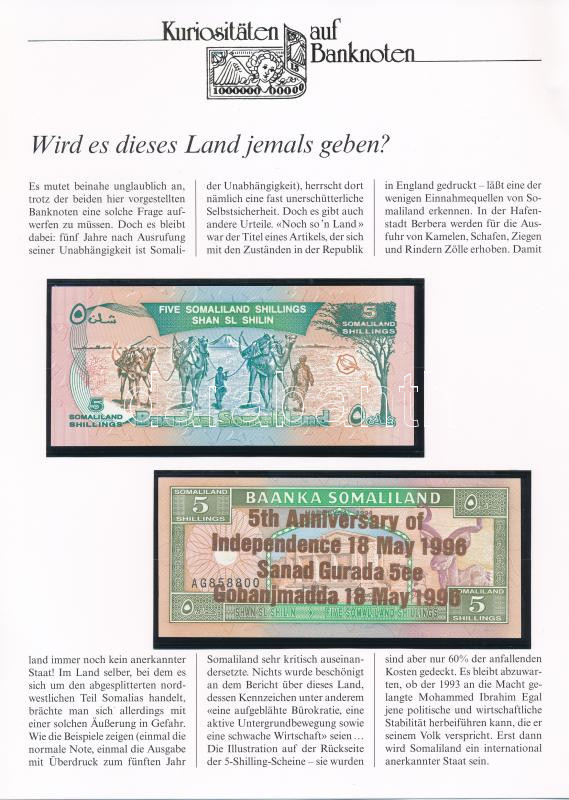 Kuriositäten auf
Banknoten
1000000 00000
Wird es dieses Land jemals geben?
Es mutet beinahe unglaublich an,
trotz der beiden hier vorgestellten
Banknoten eine solche Frage auf-
werfen zu müssen. Doch es bleibt
dabei: fünf Jahre nach Ausrufung
seiner Unabhängigkeit ist Somali-
der Unabhängigkeit), herrscht dort
nämlich eine fast unerschütterliche
Selbstsicherheit. Doch es gibt auch
andere Urteile. «Noch so'n Land»
war der Titel eines Artikels, der sich
mit den Zuständen in der Republik
in England gedruckt – läßt eine der
wenigen Einnahmequellen von So-
maliland erkennen. In der Hafen-
stadt Berbera werden für die Aus-
fuhr von Kamelen, Schafen, Ziegen
und Rindern Zölle erhoben. Damit
FIVE SOMALILAND SHILLINGS
SHAN SL SHILIN
5
SOMALILAND
SHILLINGS
٥
شلن
5
SOMALILAND
SHILLINGS
Baanka Somaliland
٥
شلن
SOMALILAND
5
SHILLINGS
BAANKA SOMALILAND
٥
5th Anniversary of
Independence 18 May 1996
Sanad Gurada 5ee
Gobanimadda 18 May 1996
AG858800
٥
SHAN SL SHILIN FIVE SOMALILAND SHILLINGS
SOMALILAND
5
SHILLINGS
land immer noch kein anerkannter
Staat! Im Land selber, bei dem es
sich um den abgesplitterten nord-
westlichen Teil Somalias handelt,
brächte man sich allerdings mit
einer solchen Äußerung in Gefahr.
Wie die Beispiele zeigen (einmal die
normale Note, einmal die Ausgabe
mit Überdruck zum fünften Jahr
Somaliland sehr kritisch auseinan-
dersetzte. Nichts wurde beschönigt
an dem Bericht über dieses Land,
dessen Kennzeichen unter anderem
«eine aufgeblähte Bürokratie, eine
aktive Untergrundbewegung sowie
eine schwache Wirtschaft» seien ...
Die Illustration auf der Rückseite
der 5-Shilling-Scheine – sie wurden
sind aber nur 60% der anfallenden
Kosten gedeckt. Es bleibt abzuwar-
ten, ob der 1993 an die Macht ge-
langte Mohammed Ibrahim Egal
jene politische und wirtschaftliche
Stabilität herbeiführen kann, die er
seinem Volk verspricht. Erst dann
wird Somaliland ein international
anerkannter Staat sein.